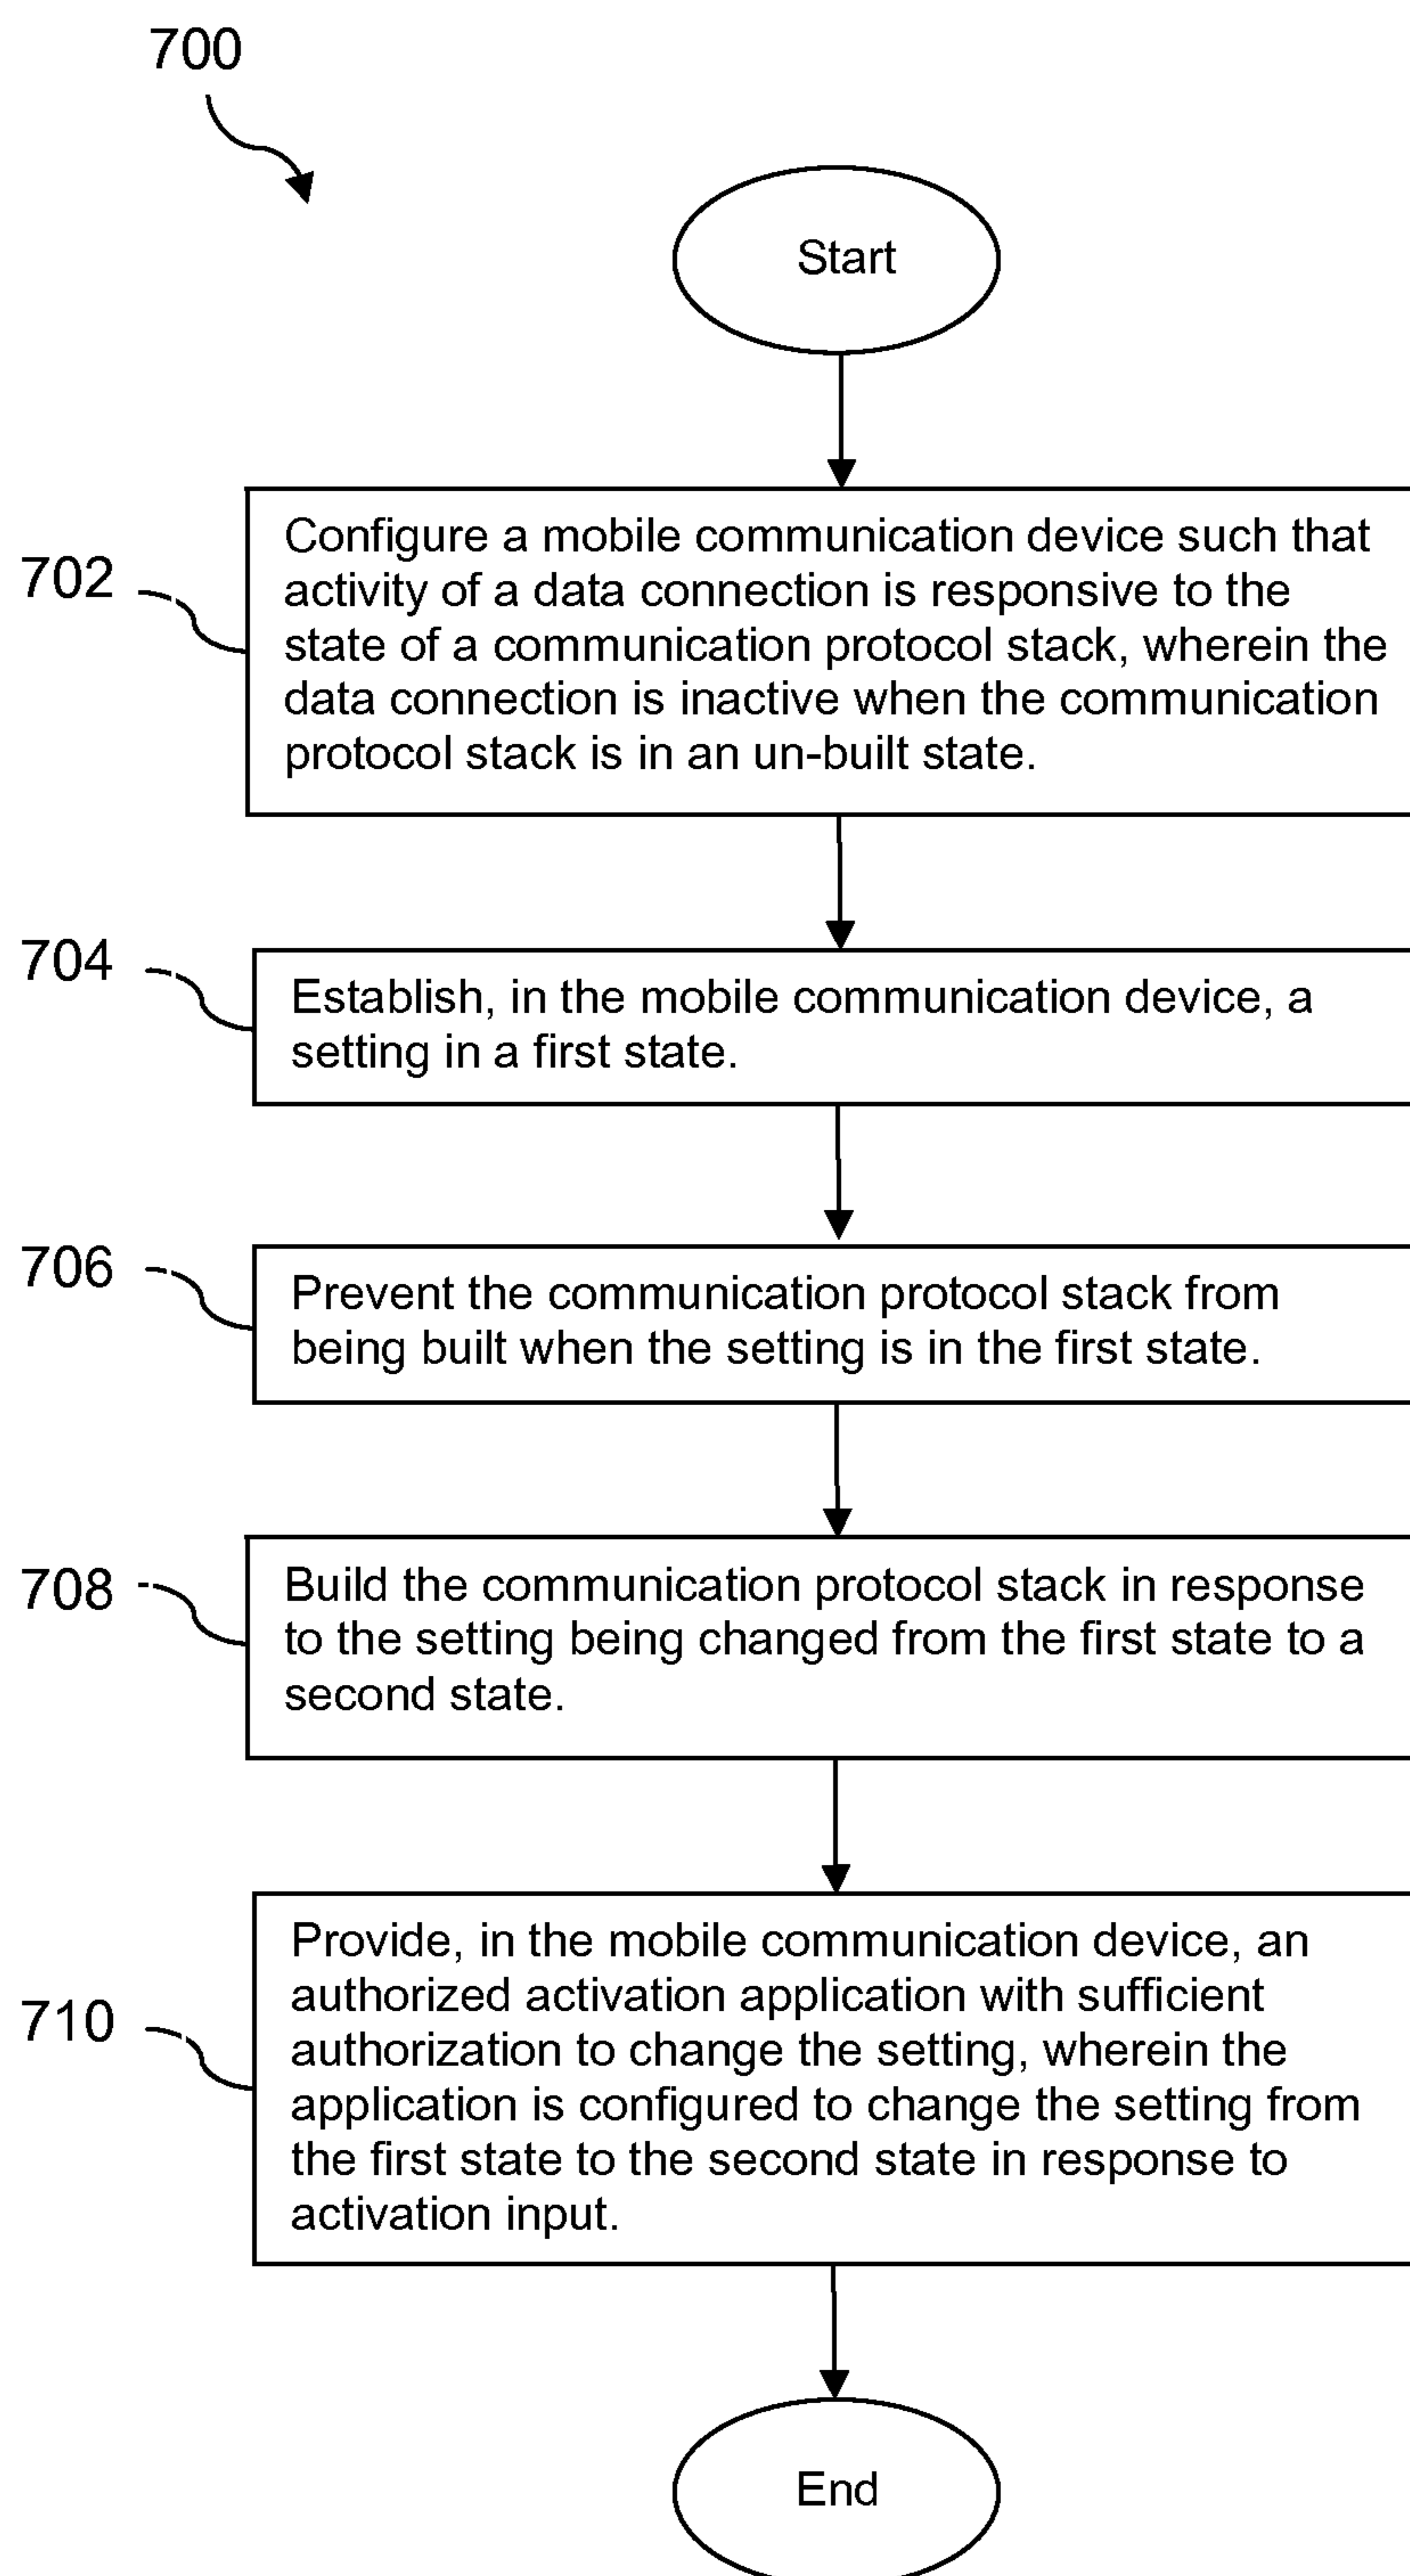 700
Start
702
Configure a mobile communication device such that
activity of a data connection is responsive to the
state of a communication protocol stack, wherein the
data connection is inactive when the communication
protocol stack is in an un-built state.
704
Establish, in the mobile communication device, a
setting in a first state.
706
Prevent the communication protocol stack from
being built when the setting is in the first state.
708
Build the communication protocol stack in response
to the setting being changed from the first state to a
second state.
710
Provide, in the mobile communication device, an
authorized activation application with sufficient
authorization to change the setting, wherein the
application is configured to change the setting from
the first state to the second state in response to
activation input.
End